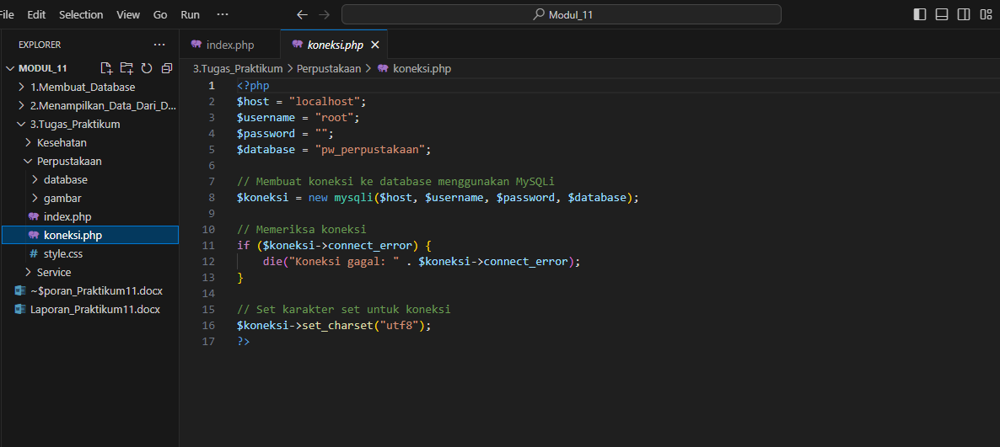 File Edit Selection View Go Run ···
Modul_11
EXPLORER ···
index.php
koneksi.php
MODUL_11
1.Membuat_Database
2.Menampilkan_Data_Dari_D...
3.Tugas_Praktikum
Kesehatan
Perpustakaan
database
gambar
index.php
koneksi.php
# style.css
Service
~$poran_Praktikum11.docx
Laporan_Praktikum11.docx
3.Tugas_Praktikum > Perpustakaan > koneksi.php
1 <?php
2 $host = "localhost";
3 $username = "root";
4 $password = "";
5 $database = "pw_perpustakaan";
6
7 // Membuat koneksi ke database menggunakan MySQLi
8 $koneksi = new mysqli($host, $username, $password, $database);
9
10 // Memeriksa koneksi
11 if ($koneksi->connect_error) {
12     die("Koneksi gagal: " . $koneksi->connect_error);
13 }
14
15 // Set karakter set untuk koneksi
16 $koneksi->set_charset("utf8");
17 ?>